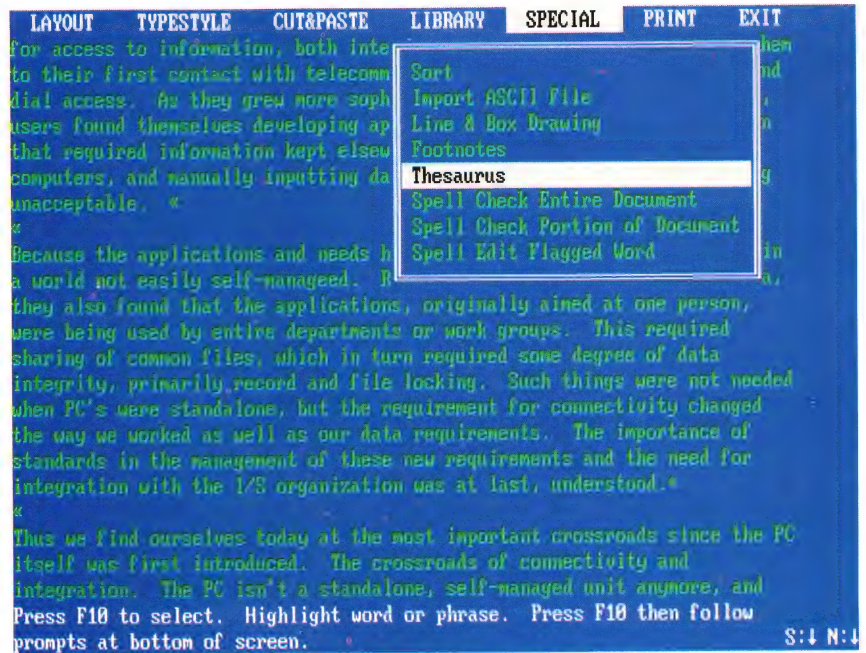 LAYOUT TYPESTYLE CUT&PASTE LIBRARY SPECIAL PRINT EXIT
for access to information, both inte hem
to their first contact with telecomm nd
dial access. As they grew more soph ,
users found themselves developing ap n
that required information kept elsew
computers, and manually inputting da g
unacceptable. «
«
Because the applications and needs h in
a world not easily self-manageed. R a,
they also found that the applications, originally aimed at one person,
were being used by entire departments or work groups. This required
sharing of common files, which in turn required some degree of data
integrity, primarily record and file locking. Such things were not needed
when PC's were standalone, but the requirement for connectivity changed
the way we worked as well as our data requirements. The importance of
standards in the management of these new requirements and the need for
integration with the I/S organization was at last, understood.«
«
Thus we find ourselves today at the most important crossroads since the PC
itself was first introduced. The crossroads of connectivity and
integration. The PC isn't a standalone, self-managed unit anymore, and
Sort
Import ASCII File
Line & Box Drawing
Footnotes
Thesaurus
Spell Check Entire Document
Spell Check Portion of Document
Spell Edit Flagged Word
Press F10 to select. Highlight word or phrase. Press F10 then follow
prompts at bottom of screen. S:↓ N:↓